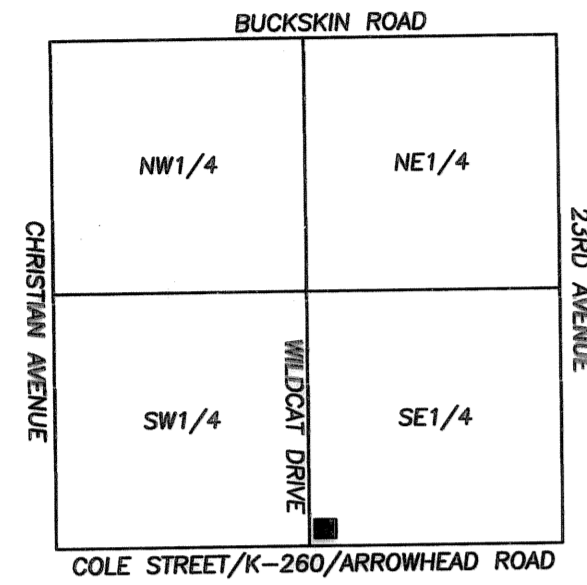 BUCKSKIN ROAD
NW1/4
NE1/4
CHRISTIAN AVENUE
23RD AVENUE
WILDCAT DRIVE
SW1/4
SE1/4
COLE STREET/K-260/ARROWHEAD ROAD